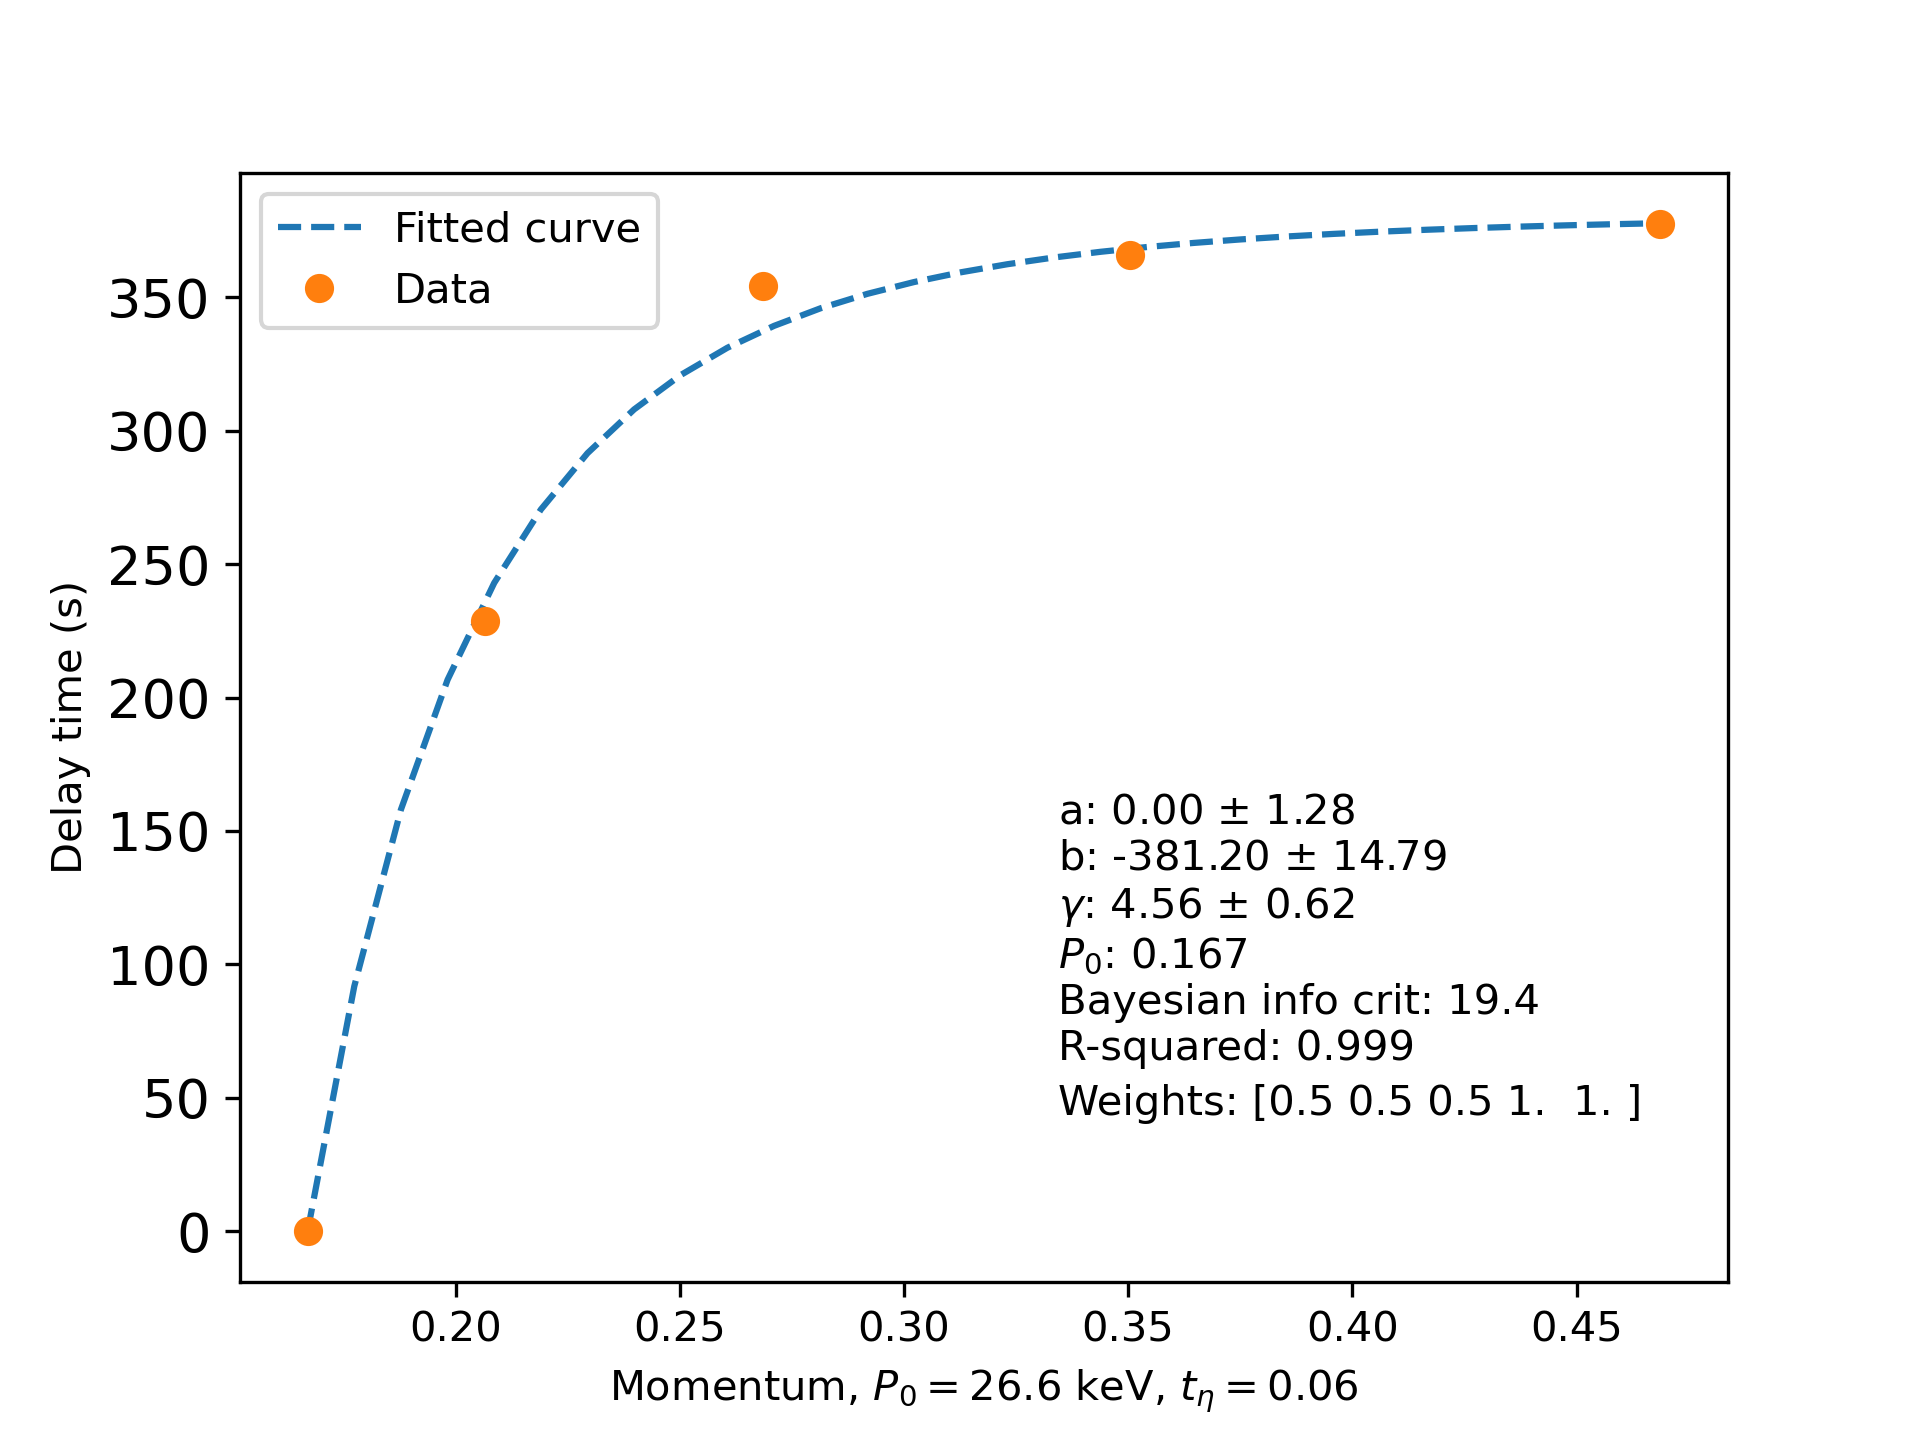 Fitted curve
Data
350
300
250
200
150
100
50
0
Delay time (s)
a: 0.00 ± 1.28
b: -381.20 ± 14.79
γ: 4.56 ± 0.62
P₀: 0.167
Bayesian info crit: 19.4
R-squared: 0.999
Weights: [0.5 0.5 0.5 1.  1. ]
0.20 0.25 0.30 0.35 0.40 0.45
Momentum, P₀ = 26.6 keV, t_η = 0.06